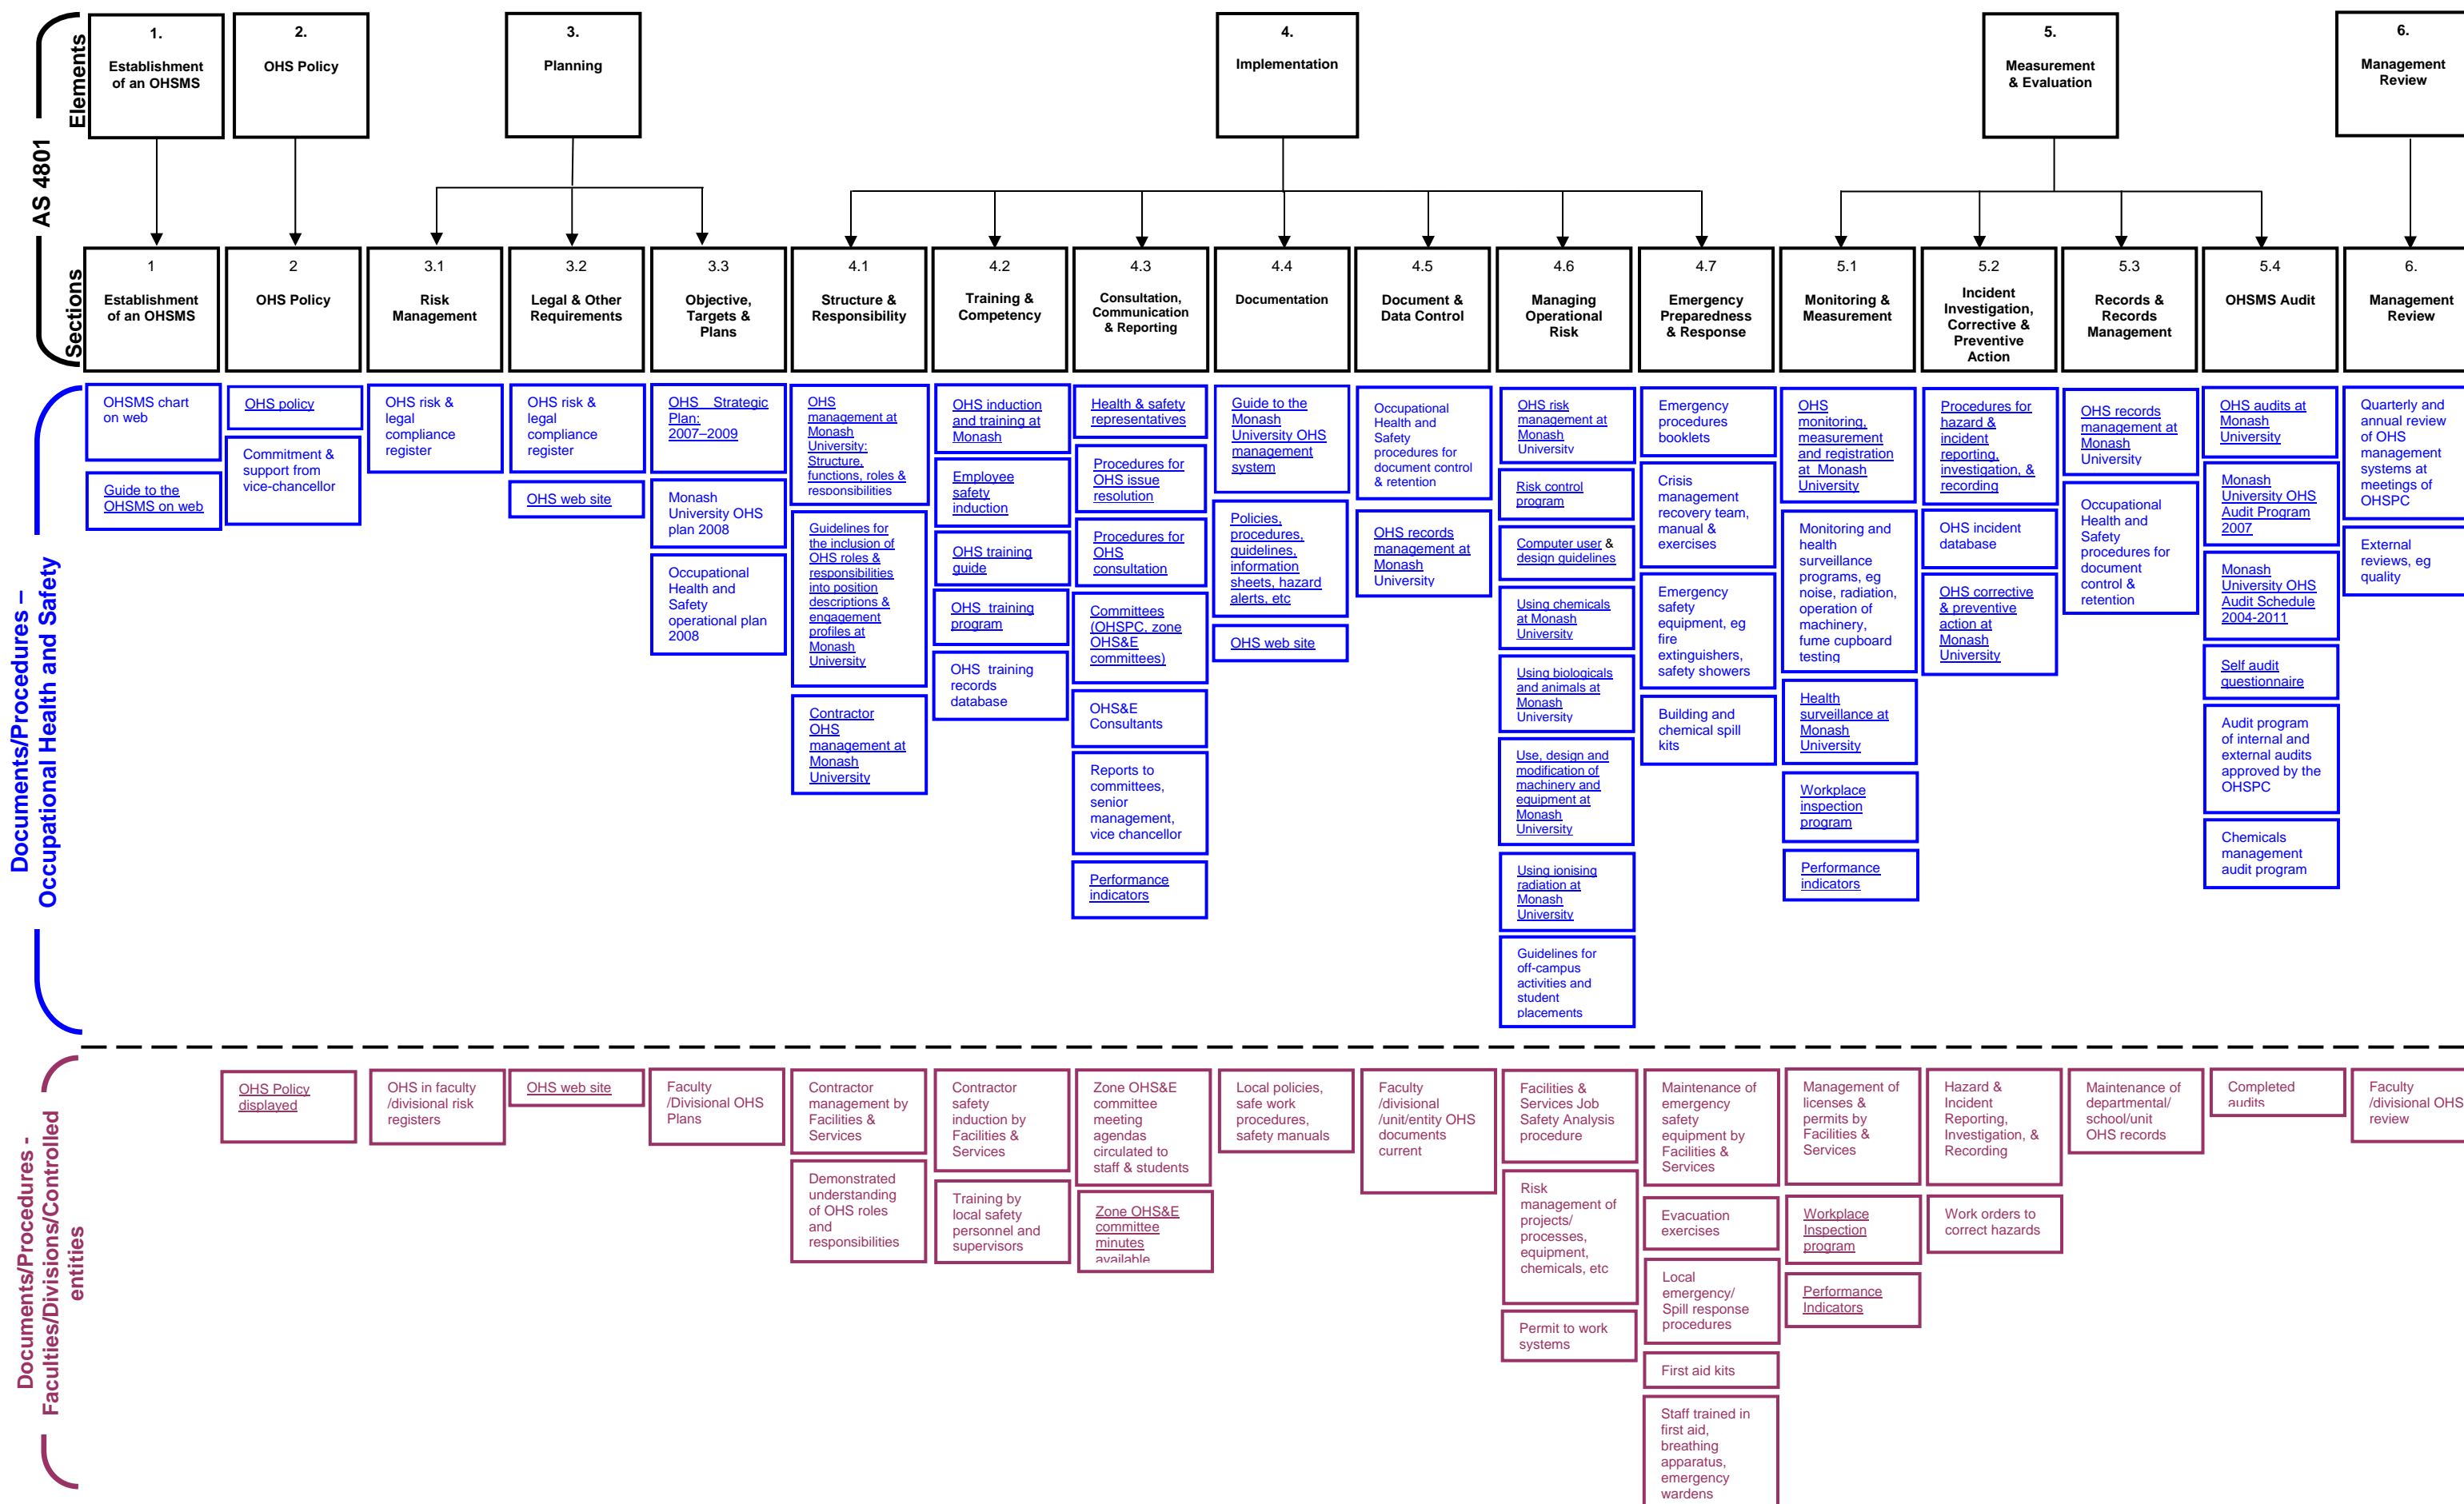 AS 4801
Elements
1.
Establishment
of an OHSMS
2.
OHS Policy
3.
Planning
4.
Implementation
5.
Measurement
& Evaluation
6.
Management
Review
Sections
1
Establishment
of an OHSMS
2
OHS Policy
3.1
Risk
Management
3.2
Legal & Other
Requirements
3.3
Objective,
Targets &
Plans
4.1
Structure &
Responsibility
4.2
Training &
Competency
4.3
Consultation,
Communication
& Reporting
4.4
Documentation
4.5
Document &
Data Control
4.6
Managing
Operational
Risk
4.7
Emergency
Preparedness
& Response
5.1
Monitoring &
Measurement
5.2
Incident
Investigation,
Corrective &
Preventive
Action
5.3
Records &
Records
Management
5.4
OHSMS Audit
6.
Management
Review
Documents/Procedures –
Occupational Health and Safety
OHSMS chart
on web
Guide to the
OHSMS on web
OHS policy
Commitment &
support from
vice-chancellor
OHS risk &
legal
compliance
register
OHS risk &
legal
compliance
register
OHS web site
OHS Strategic
Plan:
2007–2009
Monash
University OHS
plan 2008
Occupational
Health and
Safety
operational plan
2008
OHS
management at
Monash
University:
Structure,
functions, roles &
responsibilities
Guidelines for
the inclusion of
OHS roles &
responsibilities
into position
descriptions &
engagement
profiles at
Monash
University
Contractor
OHS
management at
Monash
University
OHS induction
and training at
Monash
Employee
safety
induction
OHS training
guide
OHS training
program
OHS training
records
database
Health & safety
representatives
Procedures for
OHS issue
resolution
Procedures for
OHS
consultation
Committees
(OHSPC, zone
OHS&E
committees)
OHS&E
Consultants
Reports to
committees,
senior
management,
vice chancellor
Performance
indicators
Guide to the
Monash
University OHS
management
system
Policies,
procedures,
guidelines,
information
sheets, hazard
alerts, etc
OHS web site
Occupational
Health and
Safety
procedures for
document control
& retention
OHS records
management at
Monash
University
OHS risk
management at
Monash
University
Risk control
program
Computer user &
design guidelines
Using chemicals
at Monash
University
Using biologicals
and animals at
Monash
University
Use, design and
modification of
machinery and
equipment at
Monash
University
Using ionising
radiation at
Monash
University
Guidelines for
off-campus
activities and
student
placements
Emergency
procedures
booklets
Crisis
management
recovery team,
manual &
exercises
Emergency
safety
equipment, eg
fire
extinguishers,
safety showers
Building and
chemical spill
kits
OHS
monitoring,
measurement
and registration
at Monash
University
Monitoring and
health
surveillance
programs, eg
noise, radiation,
operation of
machinery,
fume cupboard
testing
Health
surveillance at
Monash
University
Workplace
inspection
program
Performance
indicators
Procedures for
hazard &
incident
reporting,
investigation, &
recording
OHS incident
database
OHS corrective
& preventive
action at
Monash
University
OHS records
management at
Monash
University
Occupational
Health and
Safety
procedures for
document
control &
retention
OHS audits at
Monash
University
Monash
University OHS
Audit Program
2007
Monash
University OHS
Audit Schedule
2004-2011
Self audit
questionnaire
Audit program
of internal and
external audits
approved by the
OHSPC
Chemicals
management
audit program
Quarterly and
annual review
of OHS
management
systems at
meetings of
OHSPC
External
reviews, eg
quality
Documents/Procedures -
Faculties/Divisions/Controlled
entities
OHS Policy
displayed
OHS in faculty
/divisional risk
registers
OHS web site
Faculty
/Divisional OHS
Plans
Contractor
management by
Facilities &
Services
Demonstrated
understanding
of OHS roles
and
responsibilities
Contractor
safety
induction by
Facilities &
Services
Training by
local safety
personnel and
supervisors
Zone OHS&E
committee
meeting
agendas
circulated to
staff & students
Zone OHS&E
committee
minutes
available
Local policies,
safe work
procedures,
safety manuals
Faculty
/divisional
/unit/entity OHS
documents
current
Facilities &
Services Job
Safety Analysis
procedure
Risk
management of
projects/
processes,
equipment,
chemicals, etc
Permit to work
systems
Maintenance of
emergency
safety
equipment by
Facilities &
Services
Evacuation
exercises
Local
emergency/
Spill response
procedures
First aid kits
Staff trained in
first aid,
breathing
apparatus,
emergency
wardens
Management of
licenses &
permits by
Facilities &
Services
Workplace
Inspection
program
Performance
Indicators
Hazard &
Incident
Reporting,
Investigation, &
Recording
Work orders to
correct hazards
Maintenance of
departmental/
school/unit
OHS records
Completed
audits
Faculty
/divisional OHS
review